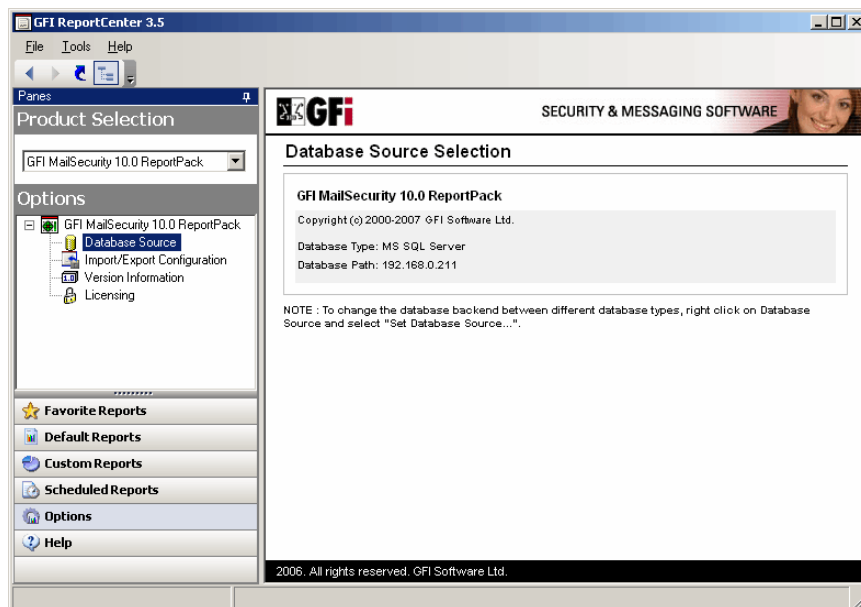 GFI ReportCenter 3.5
File Tools Help
Panes
Product Selection
GFI MailSecurity 10.0 ReportPack
Options
GFI MailSecurity 10.0 ReportPack
Database Source
Import/Export Configuration
Version Information
Licensing
Favorite Reports
Default Reports
Custom Reports
Scheduled Reports
Options
Help
GFi
SECURITY & MESSAGING SOFTWARE
Database Source Selection
GFI MailSecurity 10.0 ReportPack
Copyright (c) 2000-2007 GFI Software Ltd.
Database Type: MS SQL Server
Database Path: 192.168.0.211
NOTE : To change the database backend between different database types, right click on Database
Source and select "Set Database Source...".
2006. All rights reserved. GFI Software Ltd.